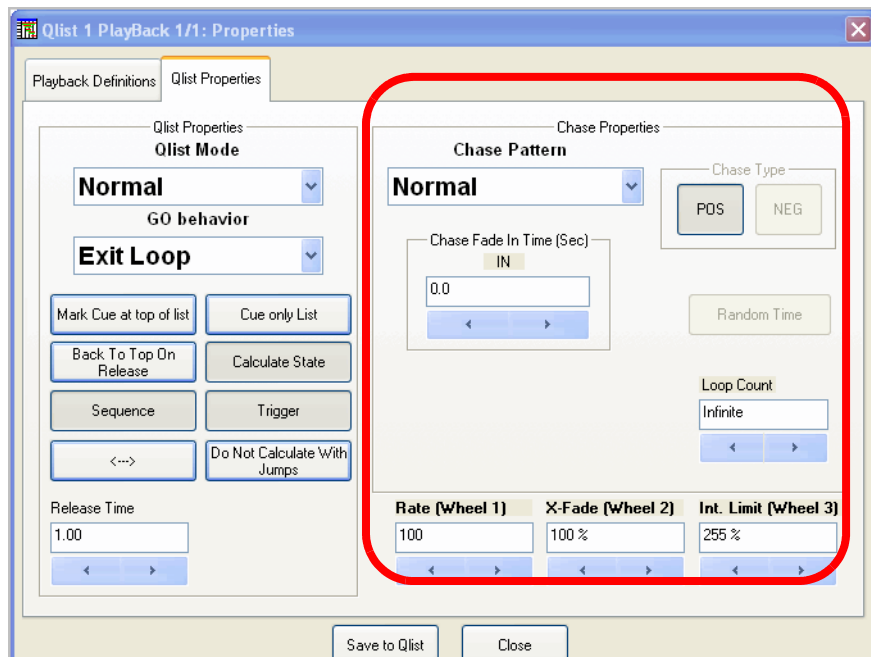 Qlist 1 PlayBack 1/1: Properties
Playback Definitions
Qlist Properties
Qlist Properties
Qlist Mode
Normal
GO behavior
Exit Loop
Mark Cue at top of list
Cue only List
Back To Top On
Release
Calculate State
Sequence
Trigger
<--->
Do Not Calculate With
Jumps
Release Time
1.00
Chase Properties
Chase Pattern
Normal
Chase Type
POS
NEG
Chase Fade In Time (Sec)
IN
0.0
Random Time
Loop Count
Infinite
Rate (Wheel 1)
100
X-Fade (Wheel 2)
100 %
Int. Limit (Wheel 3)
255 %
Save to Qlist
Close